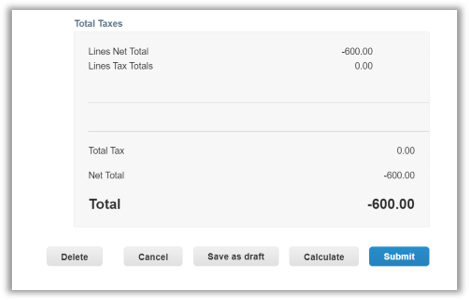 Total Taxes
Lines Net Total -600.00
Lines Tax Totals 0.00
Total Tax 0.00
Net Total -600.00
Total -600.00
Delete Cancel Save as draft Calculate Submit